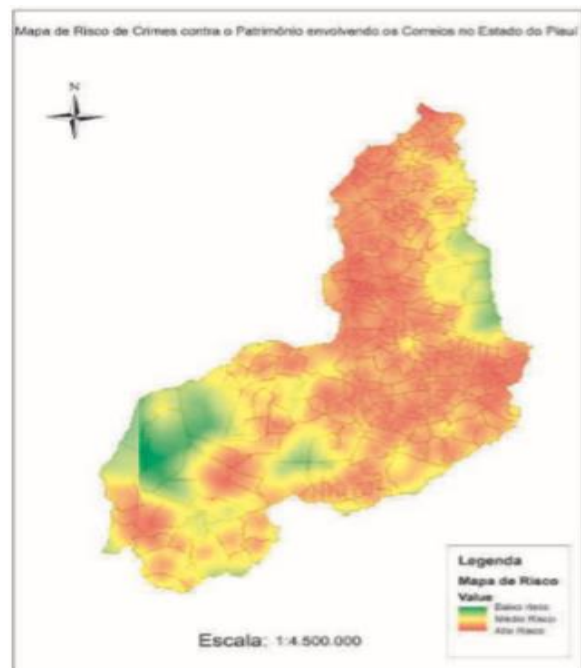 Mapa de Risco de Crimes contra o Patrimônio envolvendo os Correios no Estado do Piauí
N
Legenda
Mapa de Risco
Value
Baixo risco
Médio Risco
Alto Risco
Escala: 1:4.500.000